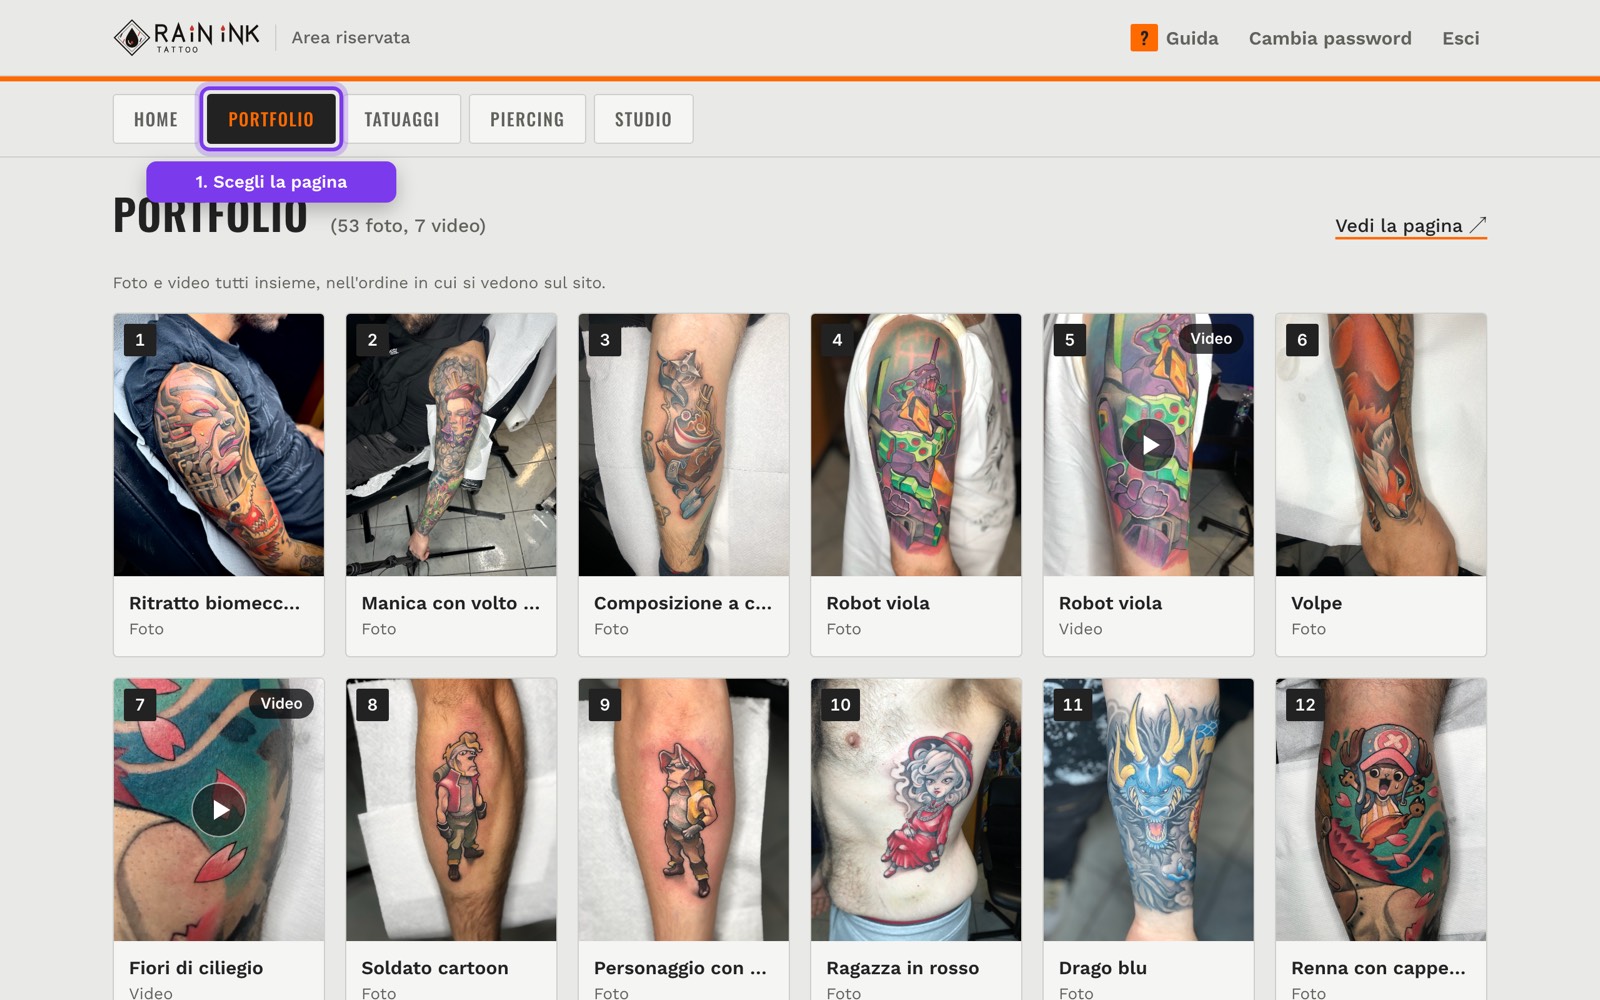 RAiN iNK
TATTOO
Area riservata
? Guida
Cambia password
Esci
HOME
PORTFOLIO
TATUAGGI
PIERCING
STUDIO
1. Scegli la pagina
PORTFOLIO (53 foto, 7 video)
Vedi la pagina
Foto e video tutti insieme, nell'ordine in cui si vedono sul sito.
1
Ritratto biomecc...
Foto
2
Manica con volto ...
Foto
3
Composizione a c...
Foto
4
Robot viola
Foto
5
Video
Robot viola
Video
6
Volpe
Foto
7
Video
Fiori di ciliegio
Video
8
Soldato cartoon
Foto
9
Personaggio con ...
Foto
10
Ragazza in rosso
Foto
11
Drago blu
Foto
12
Renna con cappe...
Foto